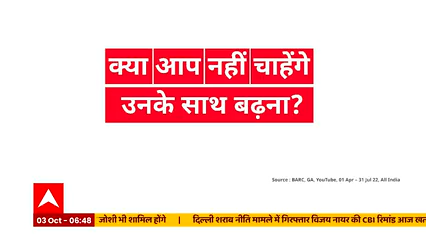 क्या आप नहीं चाहेंगे
उनके साथ बढ़ना?
Source : BARC, GA, YouTube, 01 Apr - 31 Jul 22, All India
03 Oct - 06:48 जोशी भी शामिल होंगे | दिल्ली शराब नीति मामले में गिरफ्तार विजय नायर की CBI रिमांड आज खत